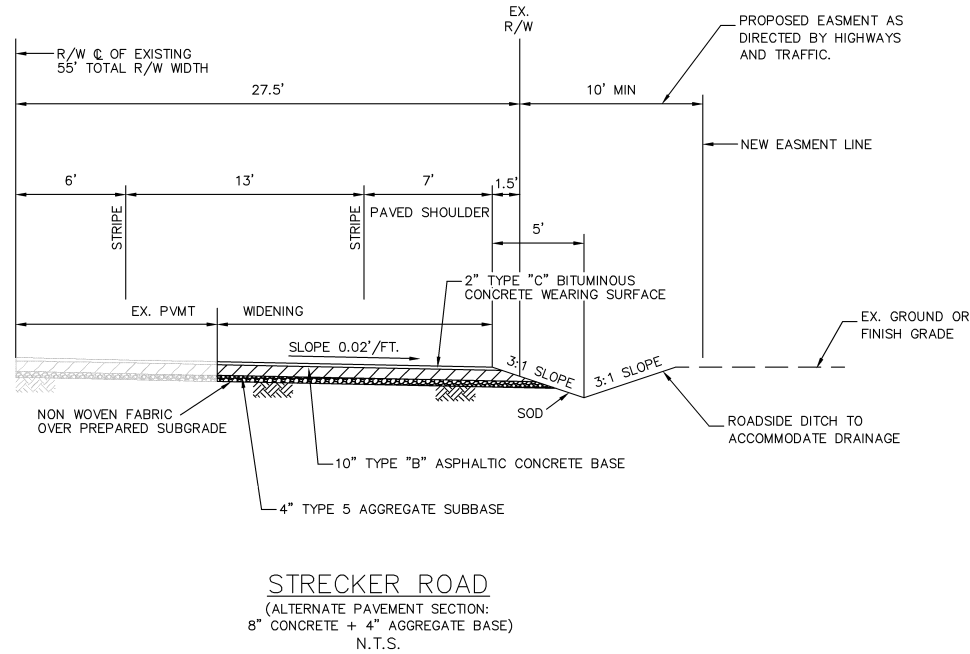 EX.
R/W
PROPOSED EASMENT AS
DIRECTED BY HIGHWAYS
AND TRAFFIC.
R/W ℄ OF EXISTING
55' TOTAL R/W WIDTH
27.5'
10' MIN
NEW EASMENT LINE
6'
13'
7'
1.5'
STRIPE
STRIPE
PAVED SHOULDER
5'
2" TYPE "C" BITUMINOUS
CONCRETE WEARING SURFACE
EX. PVMT
WIDENING
EX. GROUND OR
FINISH GRADE
SLOPE 0.02'/FT.
3:1 SLOPE
3:1 SLOPE
NON WOVEN FABRIC
OVER PREPARED SUBGRADE
SOD
ROADSIDE DITCH TO
ACCOMMODATE DRAINAGE
10" TYPE "B" ASPHALTIC CONCRETE BASE
4" TYPE 5 AGGREGATE SUBBASE
STRECKER ROAD
(ALTERNATE PAVEMENT SECTION:
8" CONCRETE + 4" AGGREGATE BASE)
N.T.S.